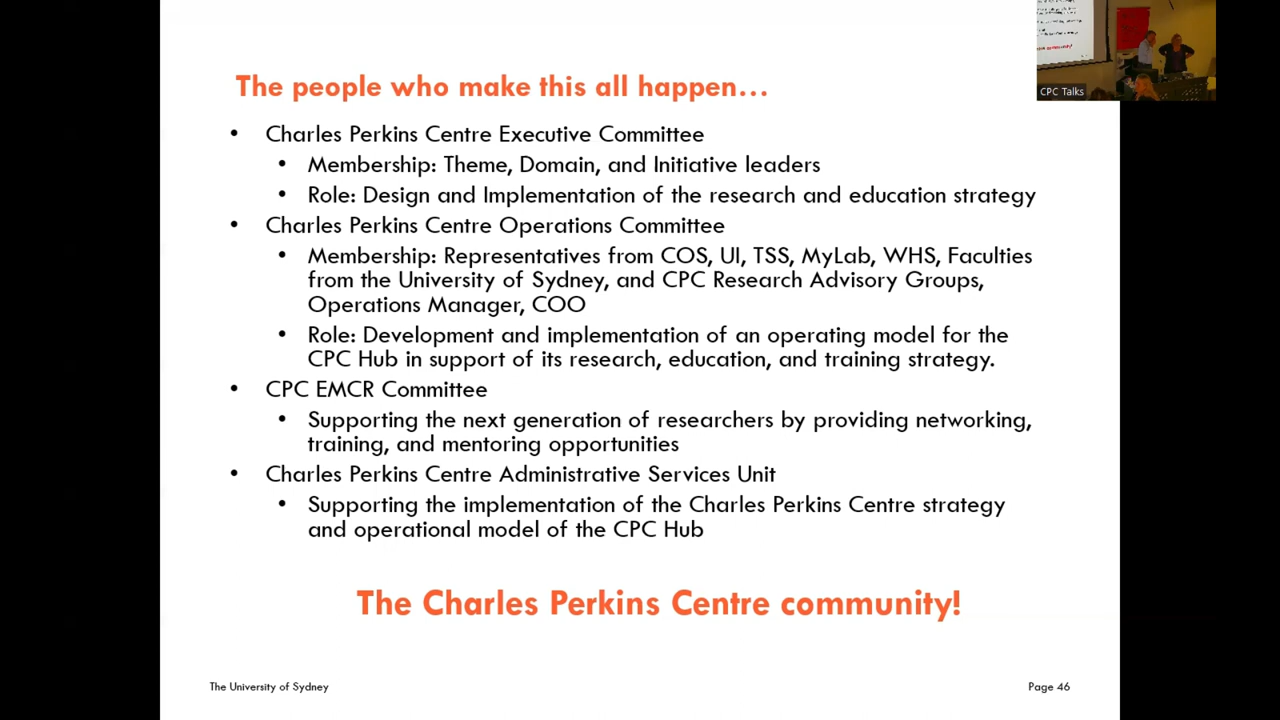 The people who make this all happen…
• Charles Perkins Centre Executive Committee
• Membership: Theme, Domain, and Initiative leaders
• Role: Design and Implementation of the research and education strategy
• Charles Perkins Centre Operations Committee
• Membership: Representatives from COS, UI, TSS, MyLab, WHS, Faculties
from the University of Sydney, and CPC Research Advisory Groups,
Operations Manager, COO
• Role: Development and implementation of an operating model for the
CPC Hub in support of its research, education, and training strategy.
• CPC EMCR Committee
• Supporting the next generation of researchers by providing networking,
training, and mentoring opportunities
• Charles Perkins Centre Administrative Services Unit
• Supporting the implementation of the Charles Perkins Centre strategy
and operational model of the CPC Hub
The Charles Perkins Centre community!
The University of Sydney
Page 46
CPC Talks